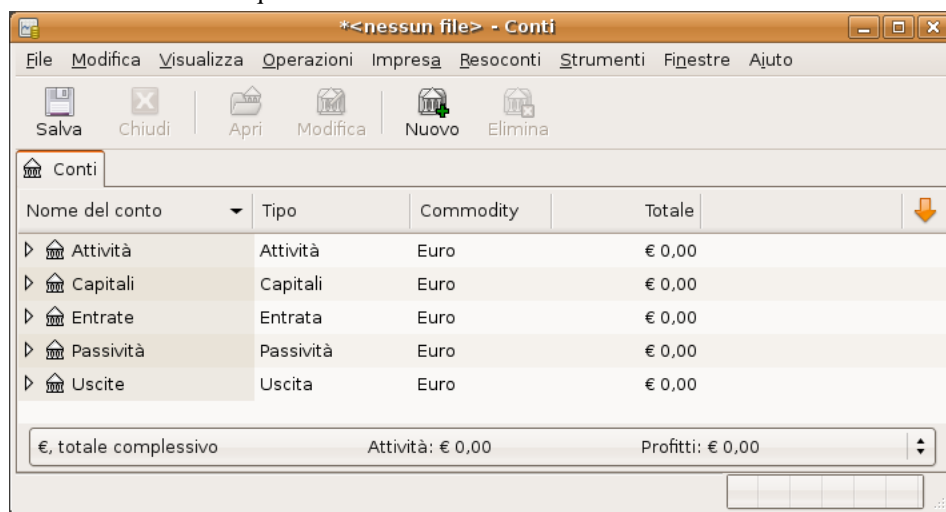 *<nessun file> - Conti
File Modifica Visualizza Operazioni Impresa Resoconti Strumenti Finestre Aiuto
Salva Chiudi Apri Modifica Nuovo Elimina
Conti
Nome del conto Tipo Commodity Totale
Attività Attività Euro € 0,00
Capitali Capitali Euro € 0,00
Entrate Entrata Euro € 0,00
Passività Passività Euro € 0,00
Uscite Uscita Euro € 0,00
€, totale complessivo Attività: € 0,00 Profitti: € 0,00